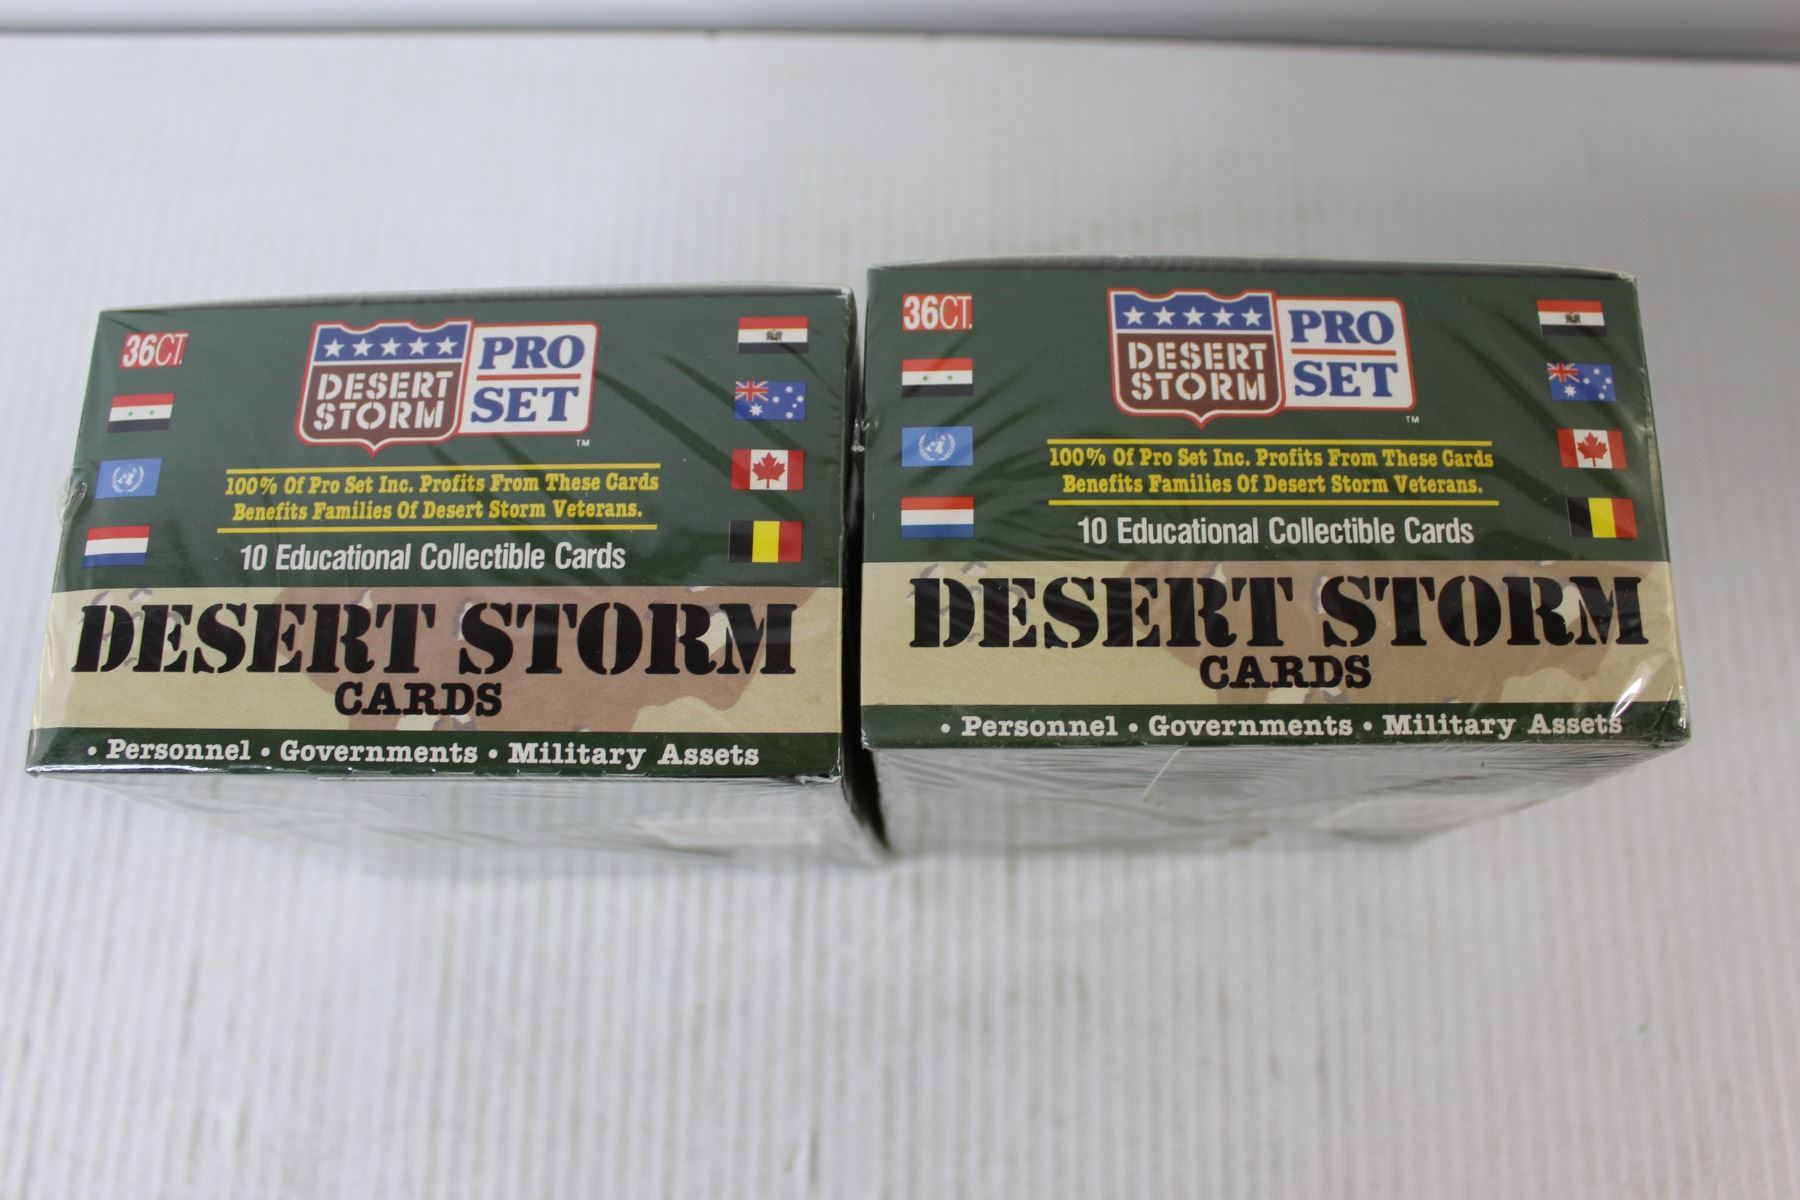 36CT.
DESERT
STORM
PRO
SET
TM
100% Of Pro Set Inc. Profits From These Cards
Benefits Families Of Desert Storm Veterans.
10 Educational Collectible Cards
DESERT STORM
CARDS
• Personnel • Governments • Military Assets
36CT.
DESERT
STORM
PRO
SET
TM
100% Of Pro Set Inc. Profits From These Cards
Benefits Families Of Desert Storm Veterans.
10 Educational Collectible Cards
DESERT STORM
CARDS
• Personnel • Governments • Military Assets